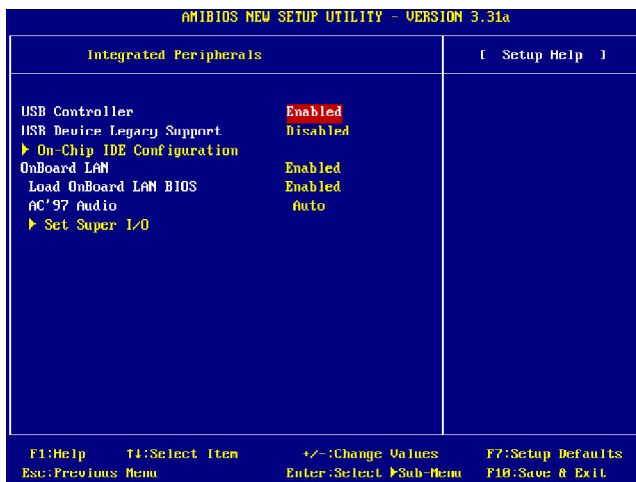 AMIBIOS NEW SETUP UTILITY - VERSION 3.31a
Integrated Peripherals
[ Setup Help ]
USB Controller Enabled
USB Device Legacy Support Disabled
▶ On-Chip IDE Configuration
OnBoard LAN Enabled
Load OnBoard LAN BIOS Enabled
AC'97 Audio Auto
▶ Set Super I/O
F1:Help ↑↓:Select Item +/-:Change Values F7:Setup Defaults
Esc:Previous Menu Enter:Select ▶Sub-Menu F10:Save & Exit